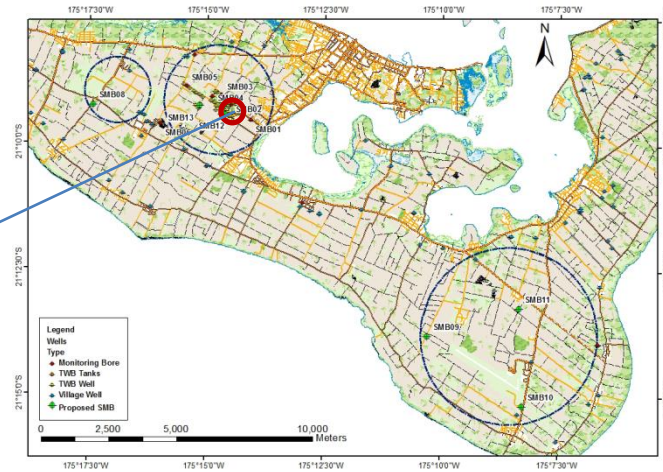 175°17'30"W 175°15'0"W 175°12'30"W 175°10'0"W 175°7'30"W
N
SMB05
SMB03
SMB08
SMB04
SMB02
SMB13
SMB12
SMB01
21°10'0"S
21°12'30"S
SMB11
SMB09
SMB10
21°15'0"S
Legend
Wells
Type
Monitoring Bore
TWB Tanks
TWB Well
Village Well
Proposed SMB
0 2,500 5,000 10,000
Meters
175°17'30"W 175°15'0"W 175°12'30"W 175°10'0"W 175°7'30"W